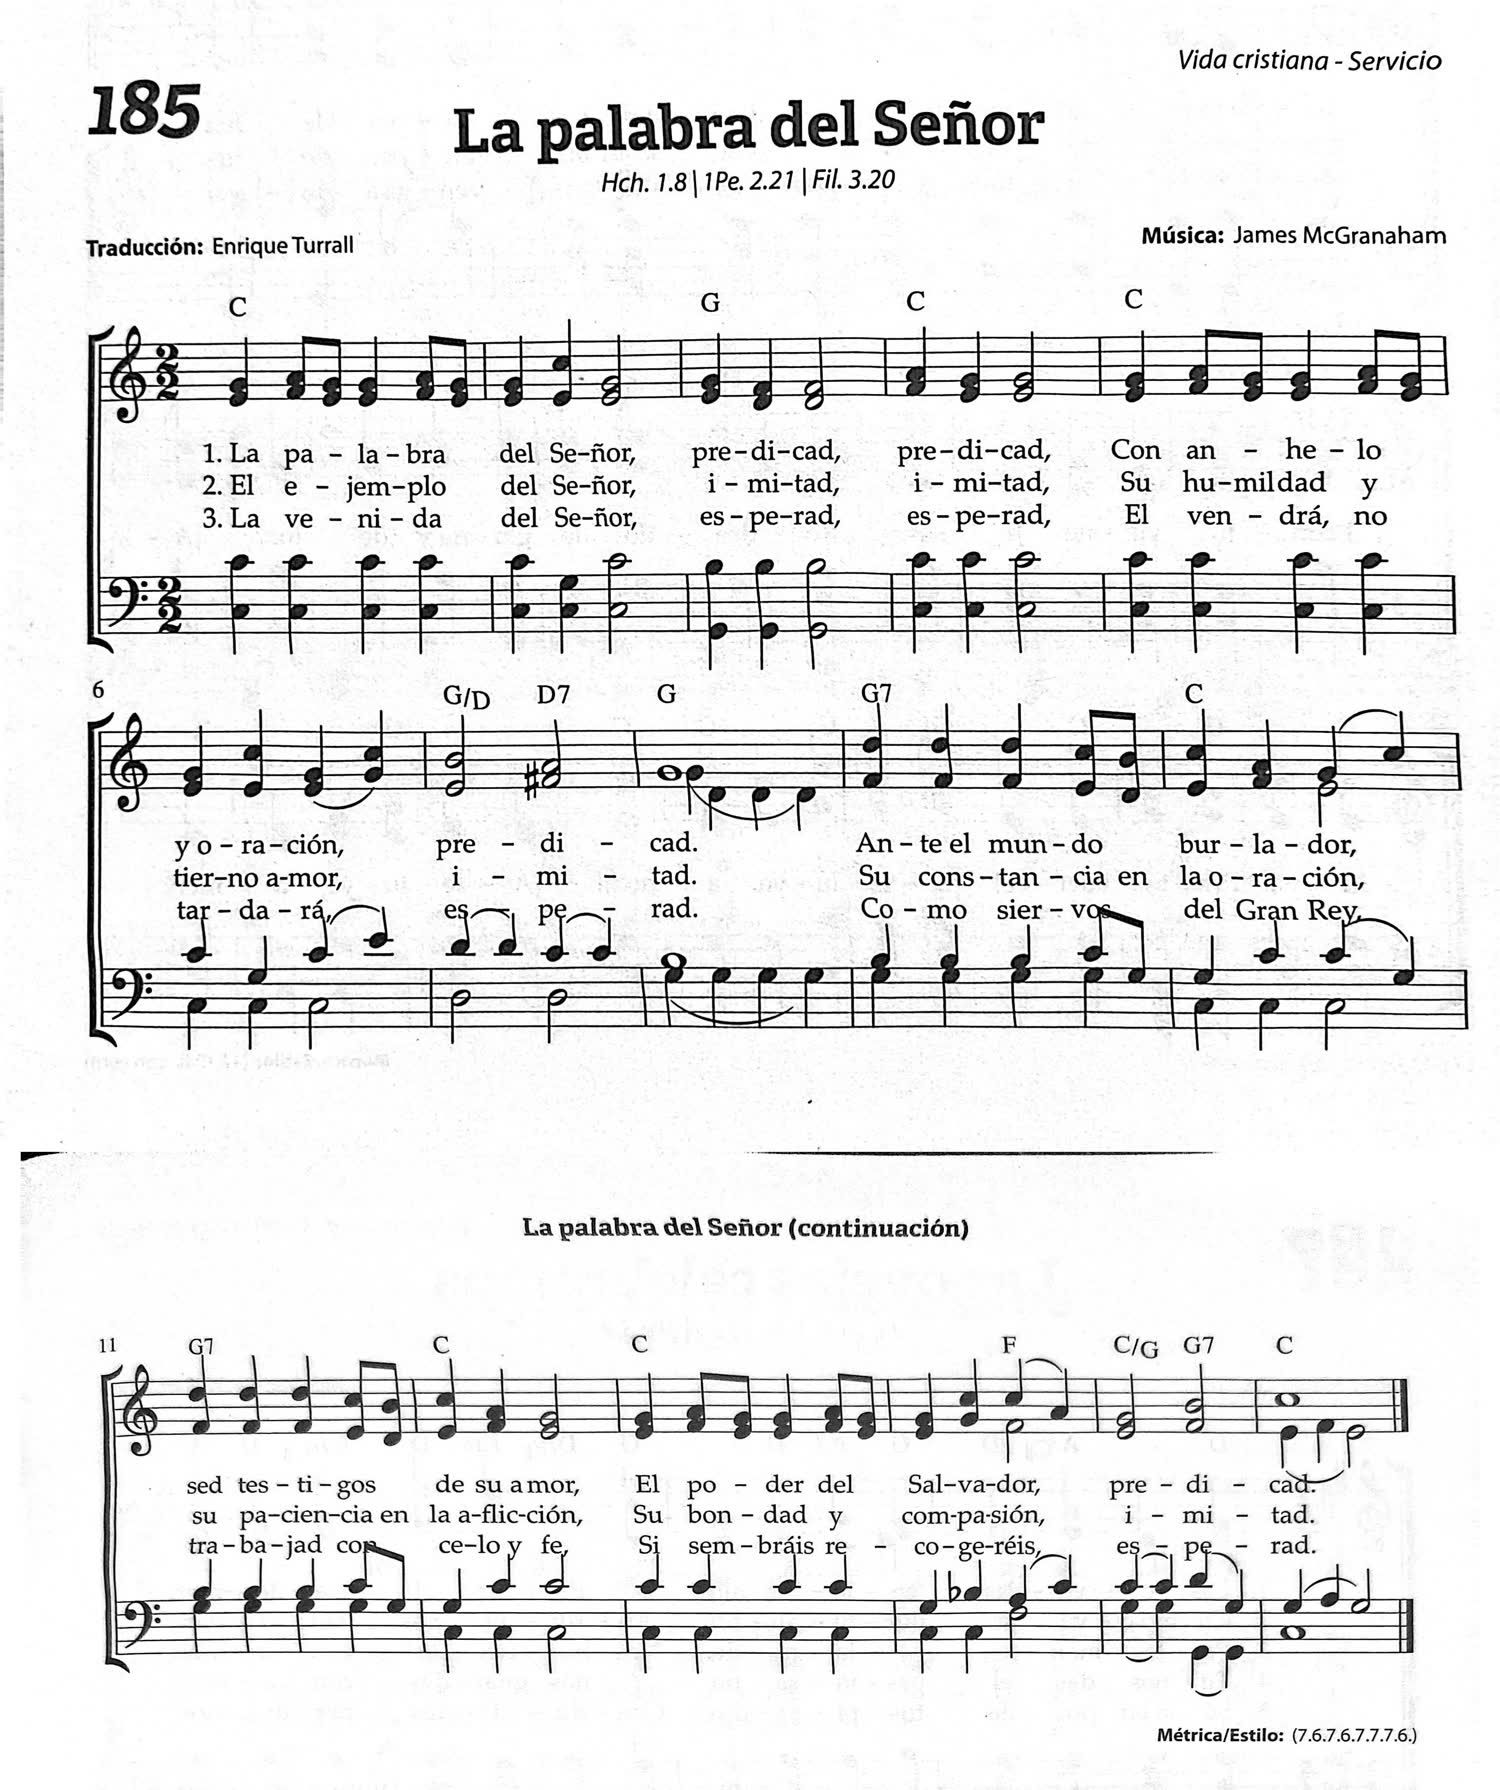 Vida cristiana - Servicio
185
La palabra del Señor
Hch. 1.8 | 1Pe. 2.21 | Fil. 3.20
Traducción: Enrique Turrall
Música: James McGranaham
C G C C
1. La pa - la - bra del Se-ñor, pre-di-cad, pre-di-cad, Con an - he - lo
2. El e - jem-plo del Se-ñor, i - mi-tad, i - mi-tad, Su hu-mildad y
3. La ve - ni - da del Se-ñor, es-pe-rad, es-pe-rad, El ven - drá, no
6 G/D D7 G G7 C
y o - ra-ción, pre - di - cad. An-te el mun-do bur - la - dor,
tier-no a-mor, i - mi - tad. Su cons-tan - cia en la o - ra - ción,
tar - da - rá, es - pe - rad. Co - mo sier - vos del Gran Rey,
La palabra del Señor (continuación)
11 G7 C C F C/G G7 C
sed tes - ti - gos de su amor, El po - der del Sal-va-dor, pre - di - cad.
su pa-cien-cia en la a-flic-ción, Su bon - dad y com-pa-sión, i - mi - tad.
tra-ba-jad con ce-lo y fe, Si sem-bráis re - co-ge-réis, es - pe - rad.
Métrica/Estilo: (7.6.7.6.7.7.7.6.)